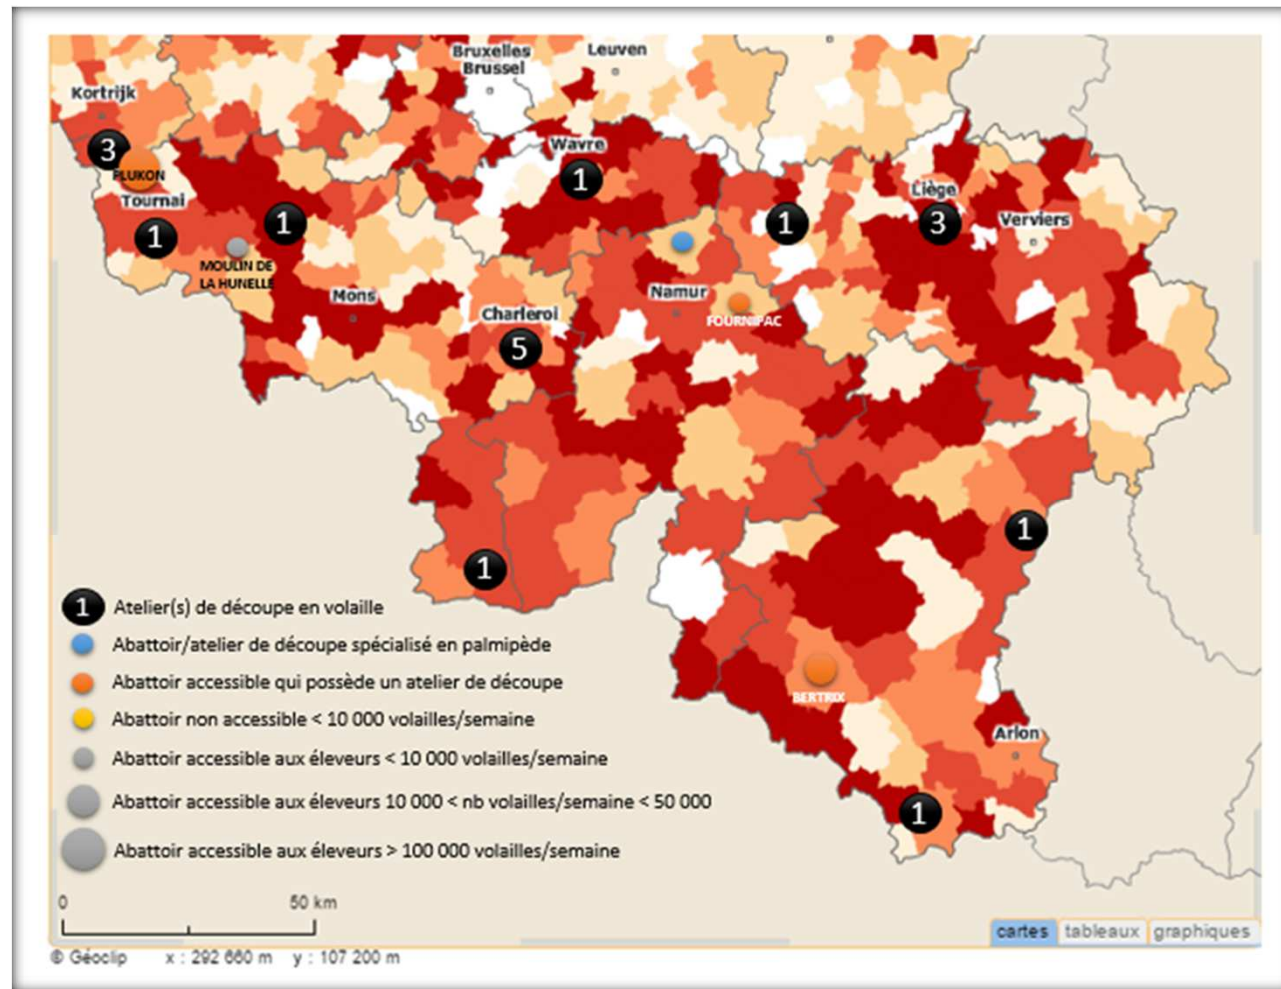 Bruxelles
Brussel
Leuven
Kortrijk
3
PLUKON
Tournai
1
1
MOULIN DE
LA HUNELLE
Wavre
1
1
Liège
3
Verviers
Mons
Charleroi
5
Namur
FOURNIPAC
1
1
BERTRIX
Arlon
1
1 Atelier(s) de découpe en volaille
Abattoir/atelier de découpe spécialisé en palmipède
Abattoir accessible qui possède un atelier de découpe
Abattoir non accessible < 10 000 volailles/semaine
Abattoir accessible aux éleveurs < 10 000 volailles/semaine
Abattoir accessible aux éleveurs 10 000 < nb volailles/semaine < 50 000
Abattoir accessible aux éleveurs > 100 000 volailles/semaine
0 50 km
cartes tableaux graphiques
© Géoclip x : 292 660 m y : 107 200 m